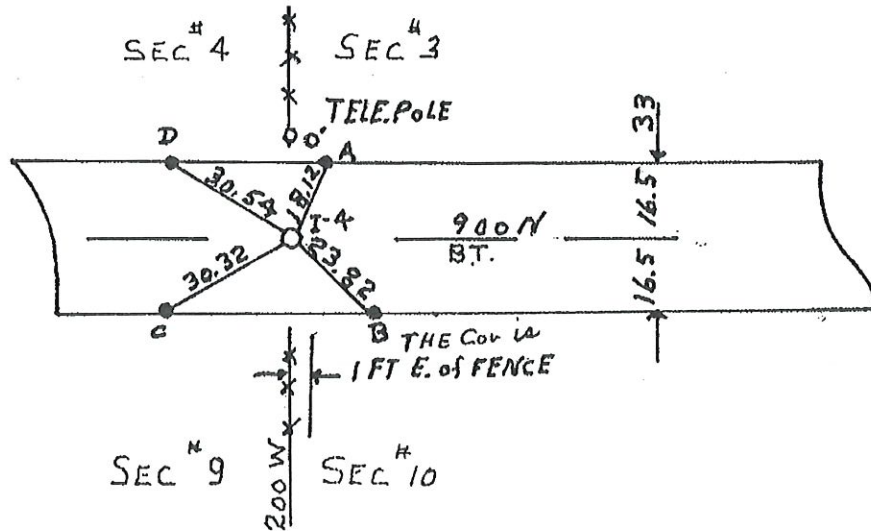 SEC #4
SEC #3
TELE.POLE
O'
D
A
33
30.54
18.12
I-4
16.5
900 N
B.T.
30.32
23.82
16.5
C
B
THE Cor is
1 FT E. of FENCE
SEC #9
SEC #10
200 W